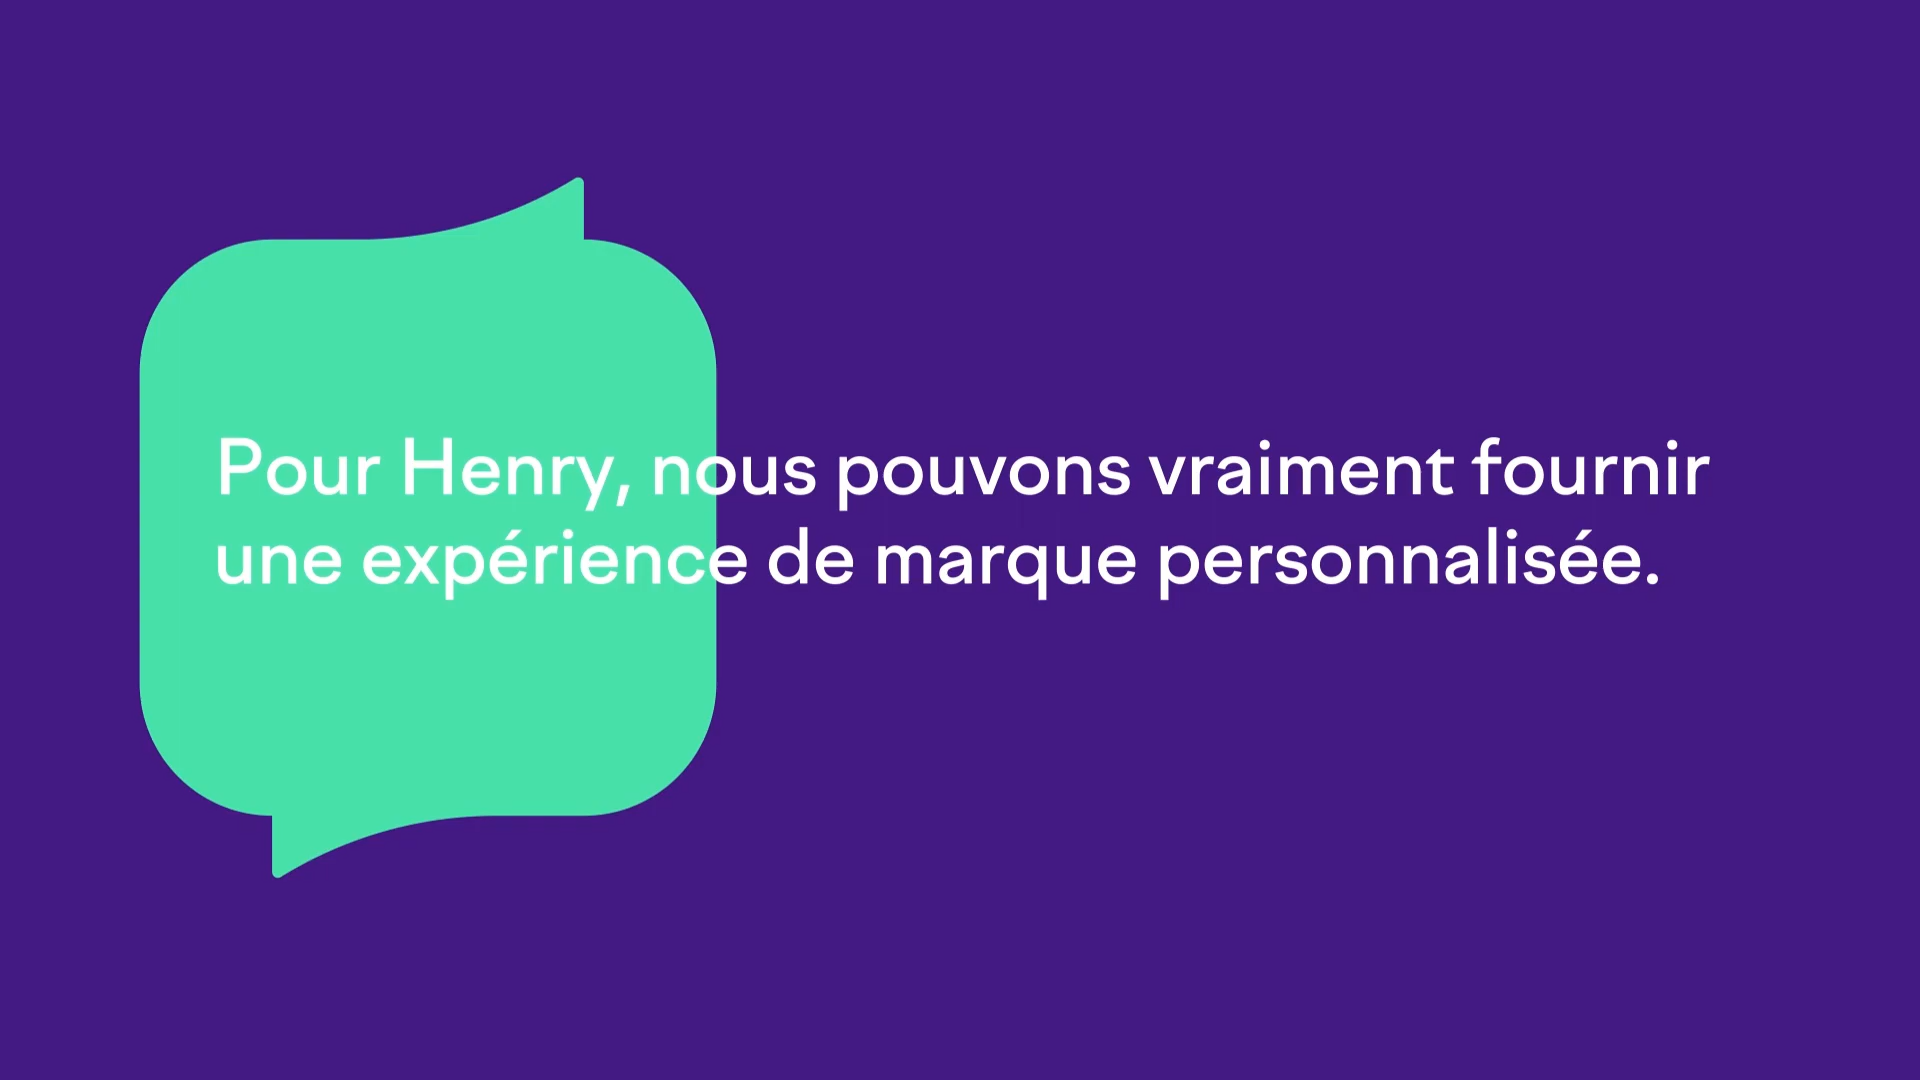 Pour Henry, nous pouvons vraiment fournir
une expérience de marque personnalisée.